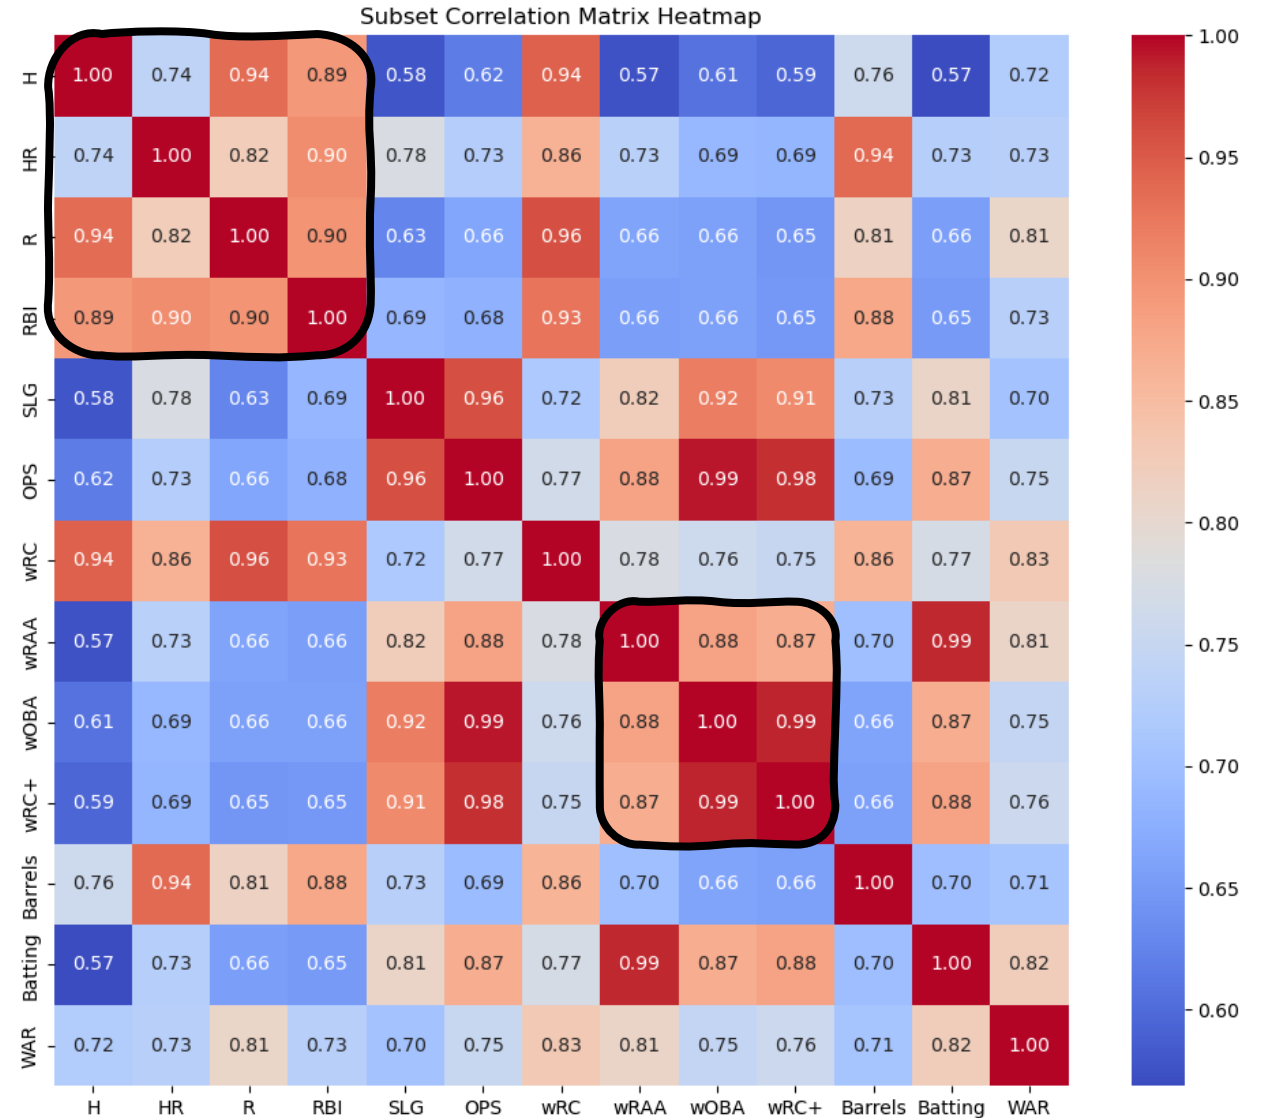 Subset Correlation Matrix Heatmap
H 1.00 0.74 0.94 0.89 0.58 0.62 0.94 0.57 0.61 0.59 0.76 0.57 0.72
HR 0.74 1.00 0.82 0.90 0.78 0.73 0.86 0.73 0.69 0.69 0.94 0.73 0.73
R 0.94 0.82 1.00 0.90 0.63 0.66 0.96 0.66 0.66 0.65 0.81 0.66 0.81
RBI 0.89 0.90 0.90 1.00 0.69 0.68 0.93 0.66 0.66 0.65 0.88 0.65 0.73
SLG 0.58 0.78 0.63 0.69 1.00 0.96 0.72 0.82 0.92 0.91 0.73 0.81 0.70
OPS 0.62 0.73 0.66 0.68 0.96 1.00 0.77 0.88 0.99 0.98 0.69 0.87 0.75
wRC 0.94 0.86 0.96 0.93 0.72 0.77 1.00 0.78 0.76 0.75 0.86 0.77 0.83
wRAA 0.57 0.73 0.66 0.66 0.82 0.88 0.78 1.00 0.88 0.87 0.70 0.99 0.81
wOBA 0.61 0.69 0.66 0.66 0.92 0.99 0.76 0.88 1.00 0.99 0.66 0.87 0.75
wRC+ 0.59 0.69 0.65 0.65 0.91 0.98 0.75 0.87 0.99 1.00 0.66 0.88 0.76
Barrels 0.76 0.94 0.81 0.88 0.73 0.69 0.86 0.70 0.66 0.66 1.00 0.70 0.71
Batting 0.57 0.73 0.66 0.65 0.81 0.87 0.77 0.99 0.87 0.88 0.70 1.00 0.82
WAR 0.72 0.73 0.81 0.73 0.70 0.75 0.83 0.81 0.75 0.76 0.71 0.82 1.00
H HR R RBI SLG OPS wRC wRAA wOBA wRC+ Barrels Batting WAR
1.00
0.95
0.90
0.85
0.80
0.75
0.70
0.65
0.60